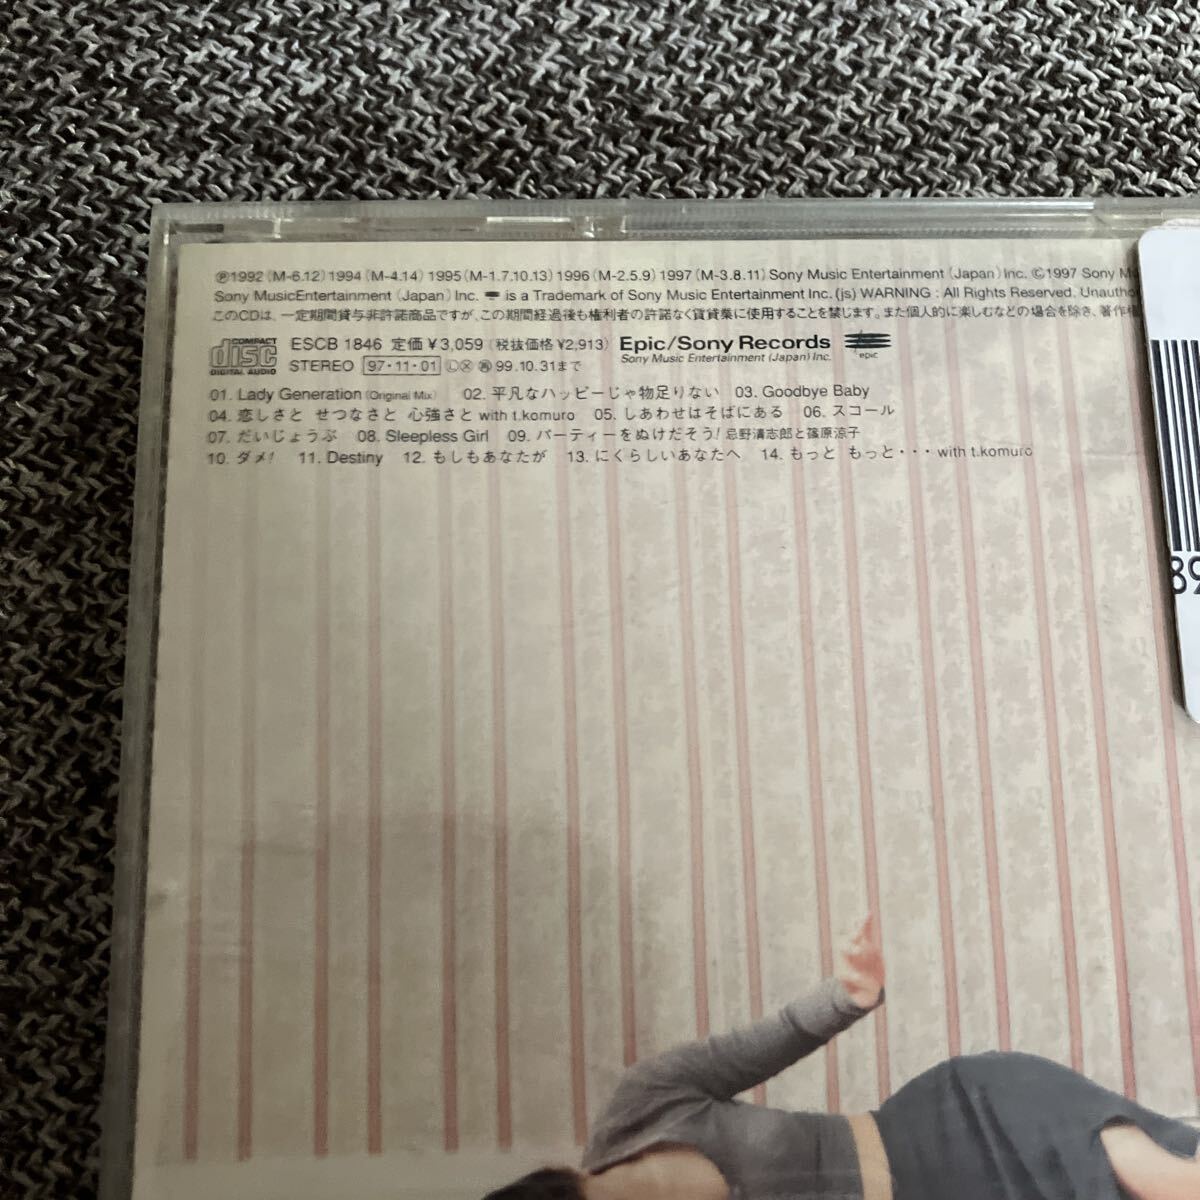 ℗1992 (M-6.12) 1994 (M-4.14) 1995 (M-1.7.10.13) 1996 (M-2.5.9) 1997 (M-3.8.11) Sony Music Entertainment (Japan) Inc. ©1997 Sony
Sony MusicEntertainment (Japan) Inc. is a Trademark of Sony Music Entertainment Inc. (js) WARNING : All Rights Reserved.
このCDは、一定期間貸与非許諾商品ですが、この期間経過後も権利者の許諾なく賃貸業に使用することを禁じます。また個人的に楽しむなどの場合を除き、著作権
COMPACT disc DIGITAL AUDIO
ESCB 1846 定価¥3,059 (税抜価格¥2,913) Epic/Sony Records epic
Sony Music Entertainment (Japan) Inc.
STEREO 97・11・01 Ⓛ 99.10.31まで
01. Lady Generation (Original Mix) 02. 平凡なハッピーじゃ物足りない 03. Goodbye Baby
04. 恋しさと せつなさと 心強さと with t.komuro 05. しあわせはそばにある 06. スコール
07. だいじょうぶ 08. Sleepless Girl 09. パーティーをぬけだそう! 忌野清志郎と篠原涼子
10. ダメ! 11. Destiny 12. もしもあなたが 13. にくらしいあなたへ 14. もっと もっと・・・ with t.komuro
89